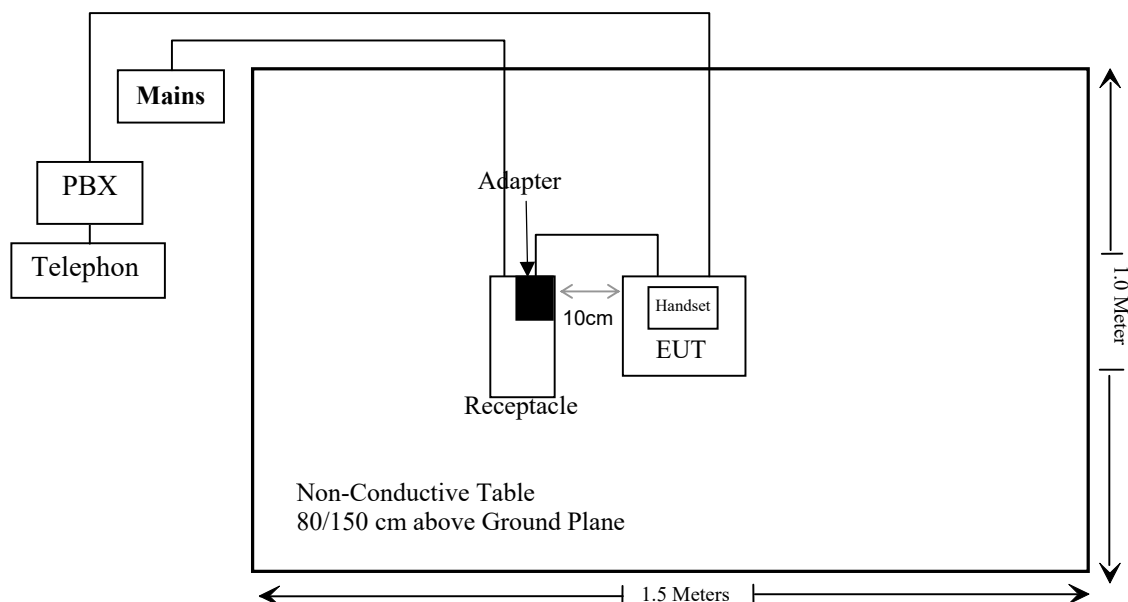 Mains
PBX
Telephon
Adapter
10cm
Handset
EUT
Receptacle
Non-Conductive Table
80/150 cm above Ground Plane
1.0 Meter
1.5 Meters